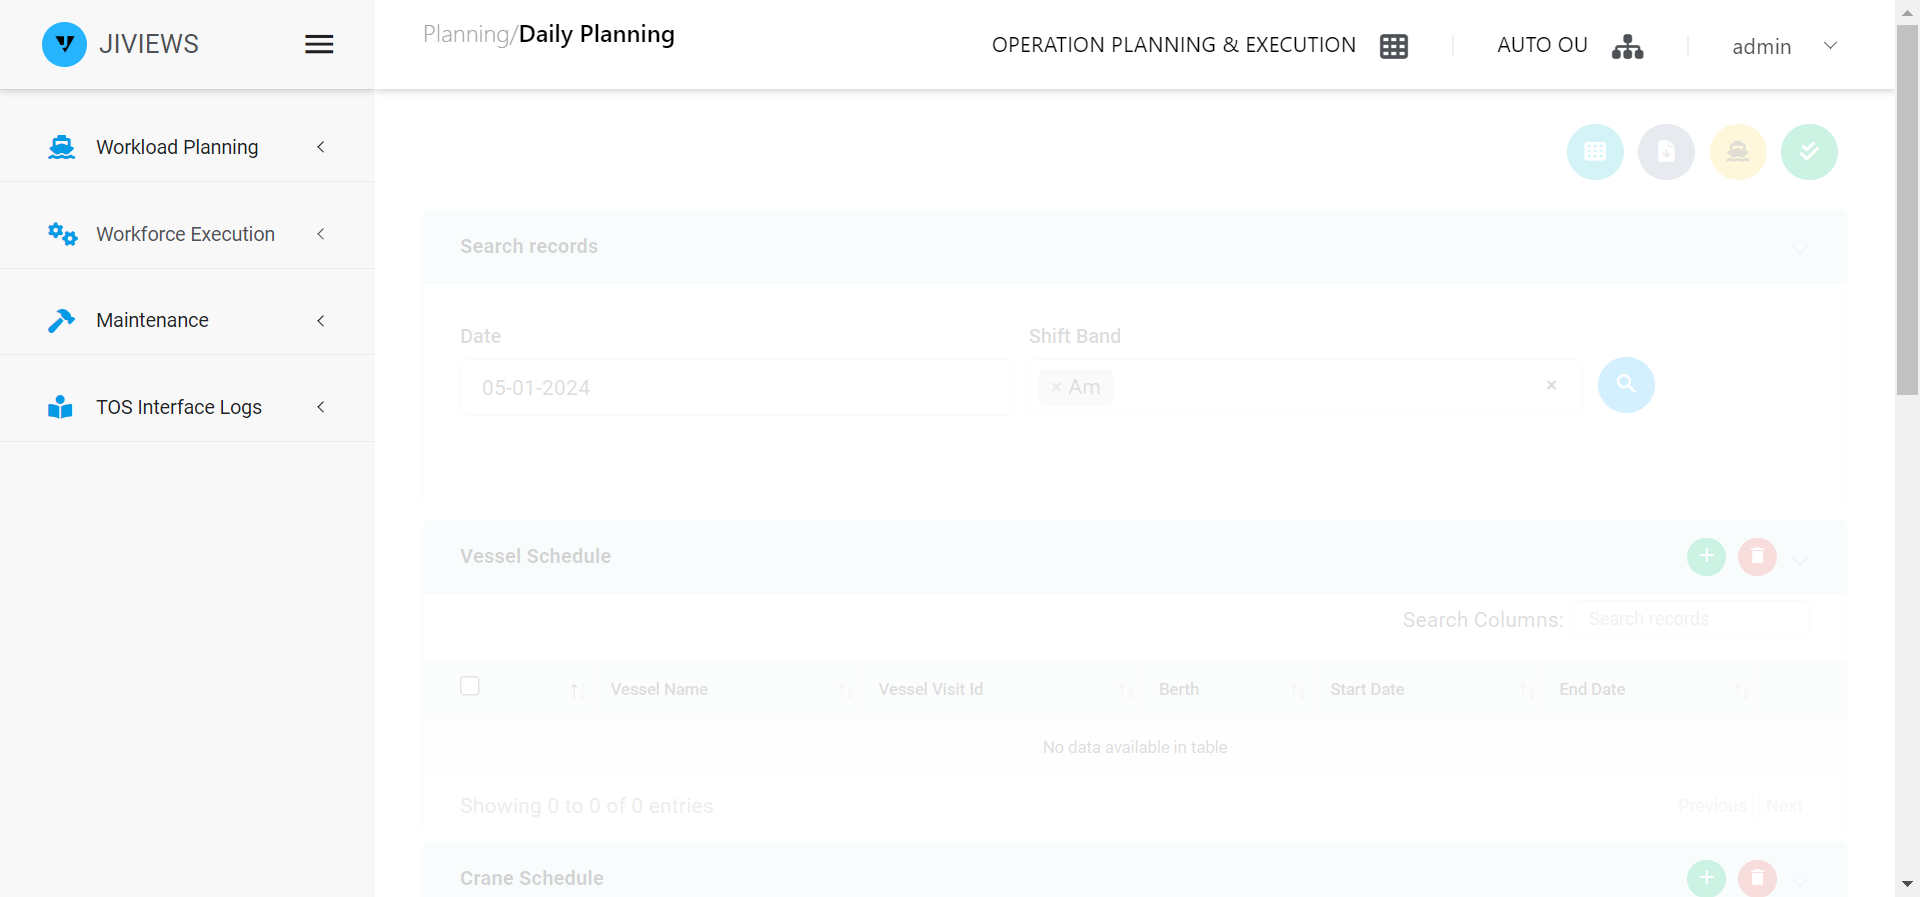 JIVIEWS
Planning/Daily Planning
OPERATION PLANNING & EXECUTION
AUTO OU
admin
Workload Planning
Workforce Execution
Maintenance
TOS Interface Logs
Search records
Date
Shift Band
05-01-2024
× Am
×
Vessel Schedule
Search Columns: Search records
Vessel Name Vessel Visit Id Berth Start Date End Date
No data available in table
Showing 0 to 0 of 0 entries
Previous Next
Crane Schedule